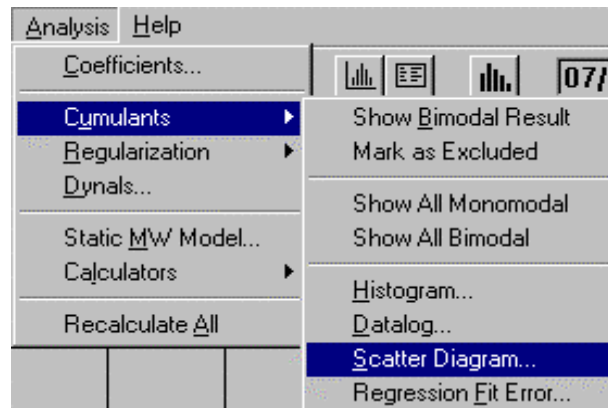 Analysis Help
Coefficients...
Cumulants
Regularization
Dynals...
Static MW Model...
Calculators
Recalculate All
07/
Show Bimodal Result
Mark as Excluded
Show All Monomodal
Show All Bimodal
Histogram...
Datalog...
Scatter Diagram...
Regression Fit Error...